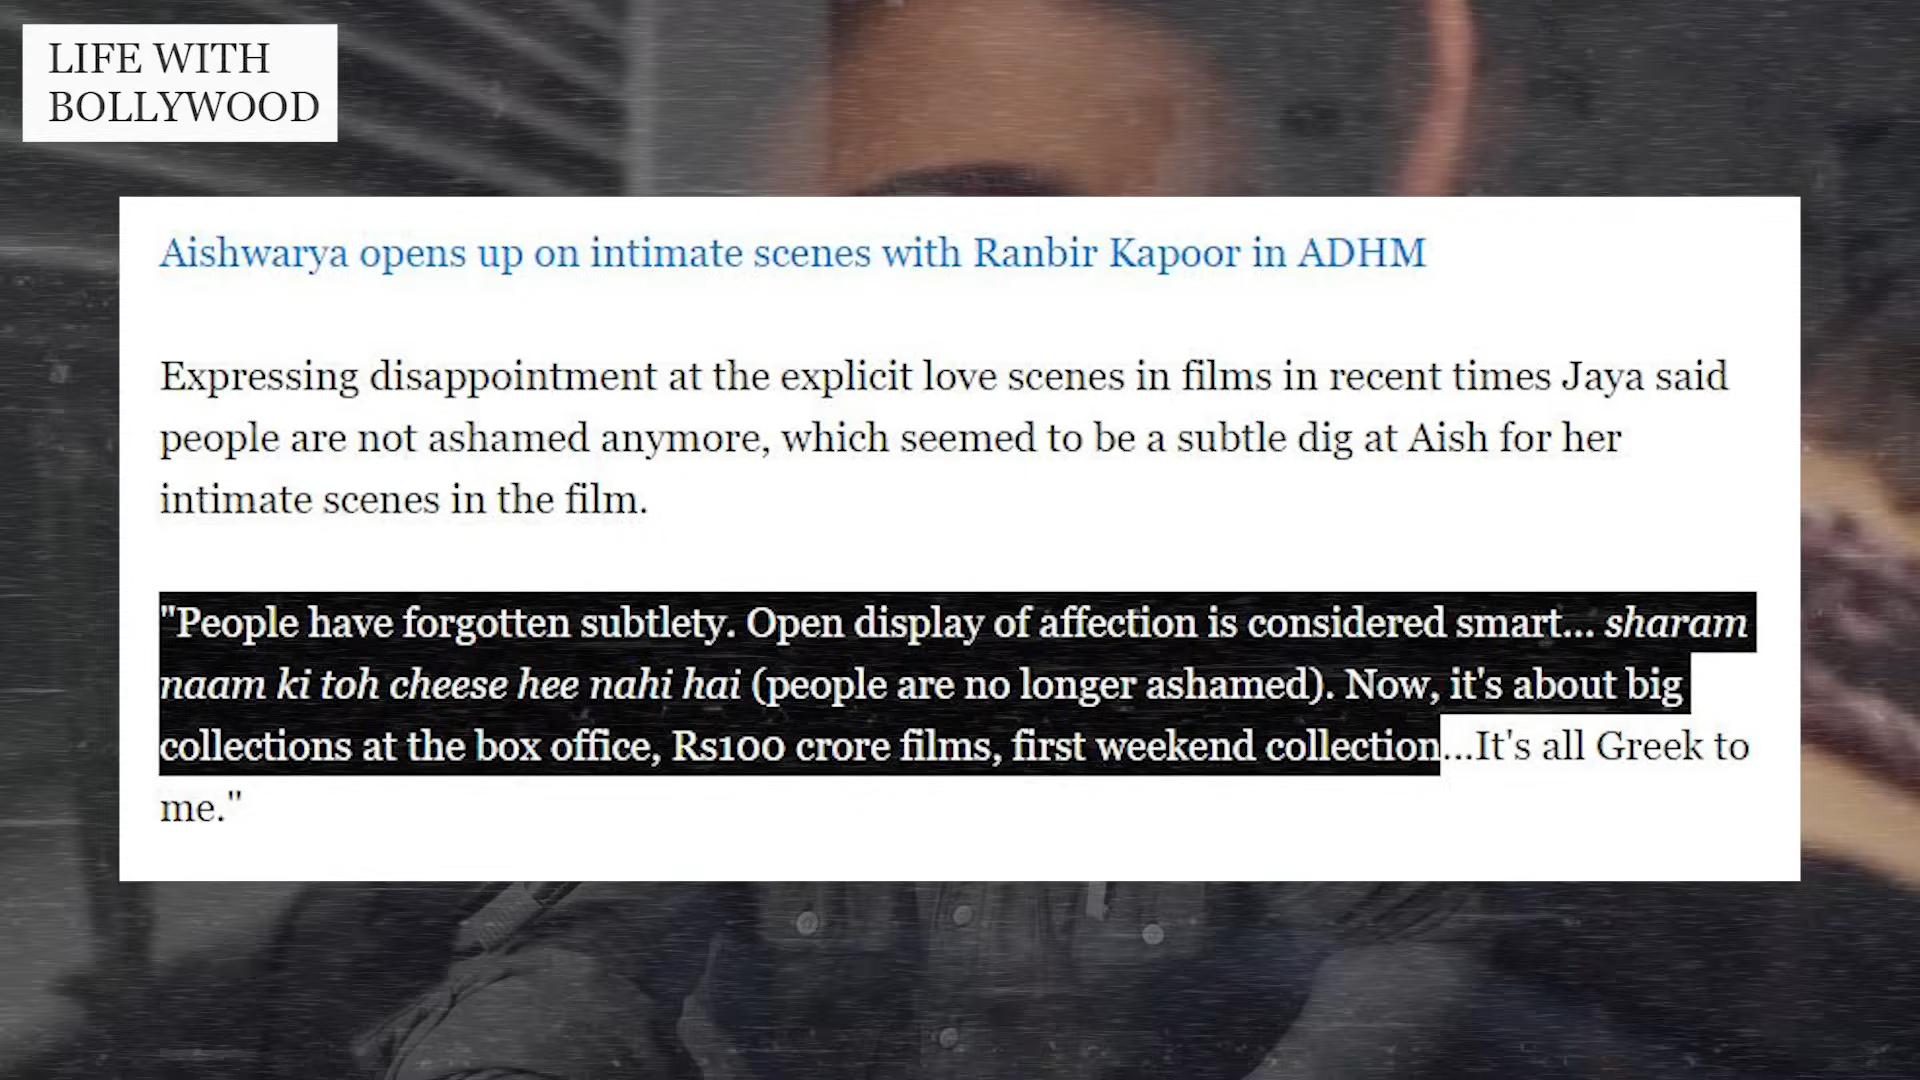 LIFE WITH
BOLLYWOOD
Aishwarya opens up on intimate scenes with Ranbir Kapoor in ADHM
Expressing disappointment at the explicit love scenes in films in recent times Jaya said
people are not ashamed anymore, which seemed to be a subtle dig at Aish for her
intimate scenes in the film.
"People have forgotten subtlety. Open display of affection is considered smart... sharam
naam ki toh cheese hee nahi hai (people are no longer ashamed). Now, it's about big
collections at the box office, Rs100 crore films, first weekend collection...It's all Greek to
me."